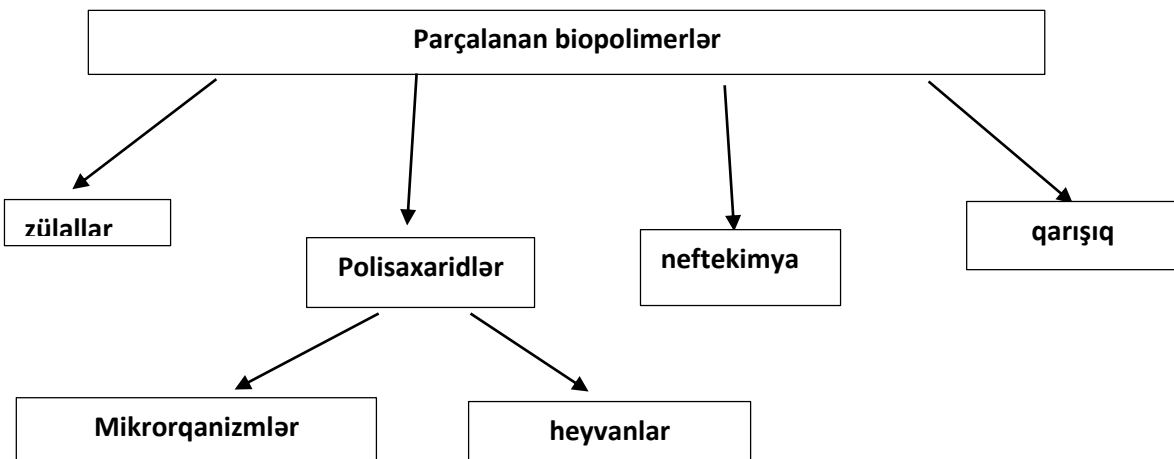 Parçalanan biopolimerlər
zülallar
Polisaxaridlər
neftekimya
qarışıq
Mikrorqanizmlər
heyvanlar